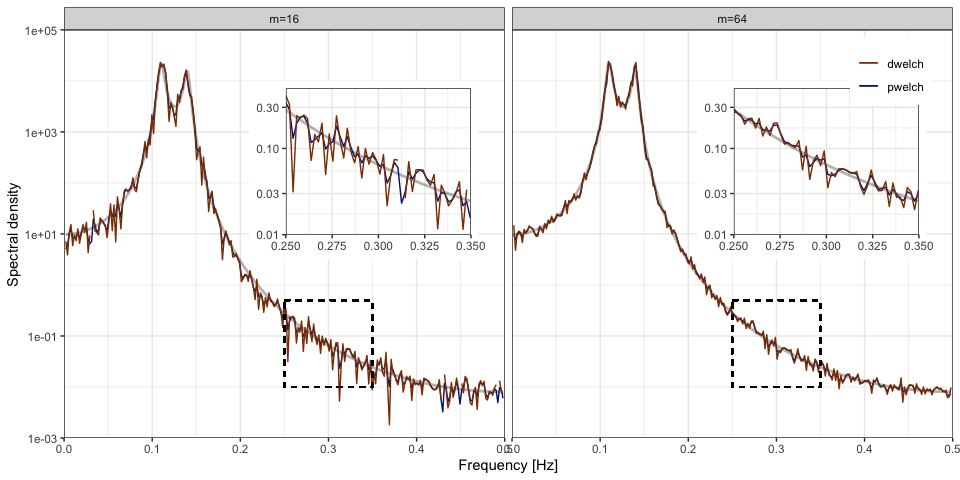 m=16
m=64
1e+05
1e+03
1e+01
1e-01
1e-03
Spectral density
dwelch
pwelch
0.30
0.10
0.03
0.01
0.250 0.275 0.300 0.325 0.350
0.30
0.10
0.03
0.01
0.250 0.275 0.300 0.325 0.350
0.0 0.1 0.2 0.3 0.4 0.5
0.0 0.1 0.2 0.3 0.4 0.5
Frequency [Hz]